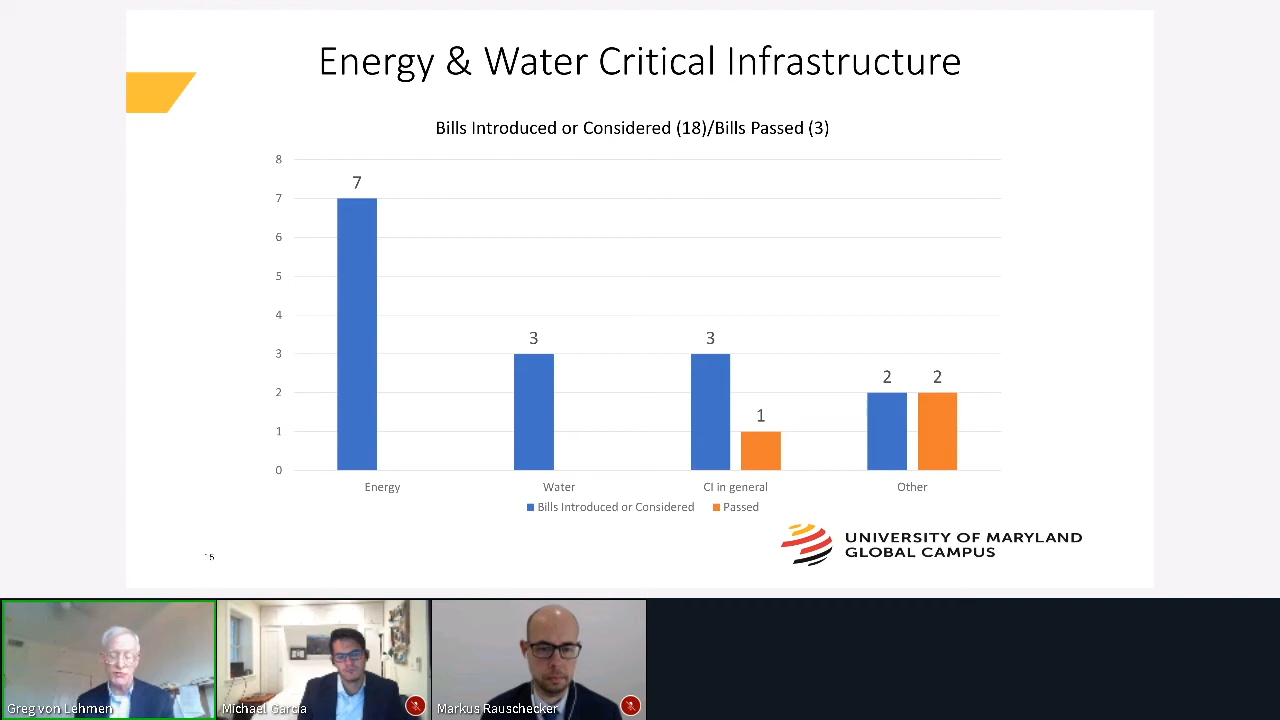 Energy & Water Critical Infrastructure
Bills Introduced or Considered (18)/Bills Passed (3)
8
7
6
5
4
3
2
1
0
7
3
3
1
2
2
Energy
Water
CI in general
Other
Bills Introduced or Considered
Passed
15
UNIVERSITY OF MARYLAND
GLOBAL CAMPUS
Greg von Lehmen
Michael Garcia
Markus Rauschecker